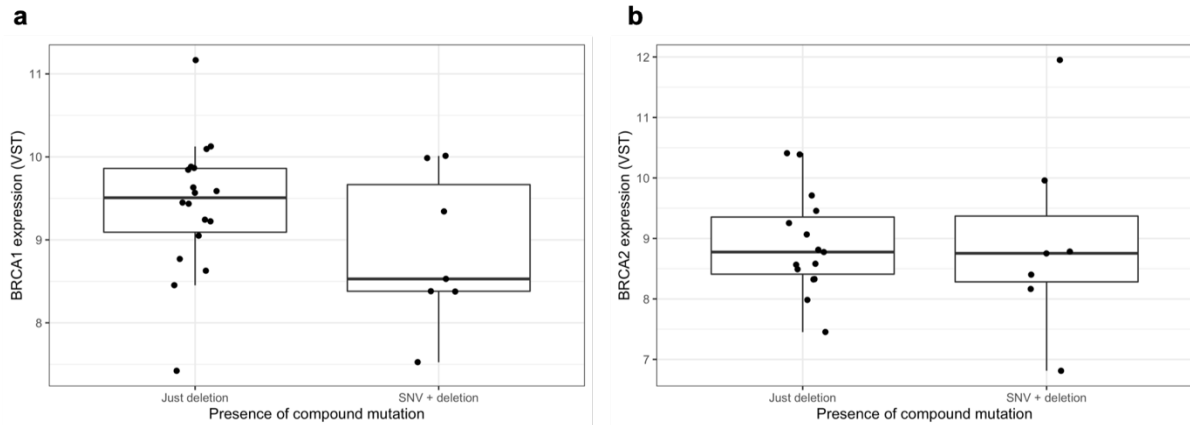 a
BRCA1 expression (VST)
11
10
9
8
Just deletion
SNV + deletion
Presence of compound mutation
b
BRCA2 expression (VST)
12
11
10
9
8
7
Just deletion
SNV + deletion
Presence of compound mutation